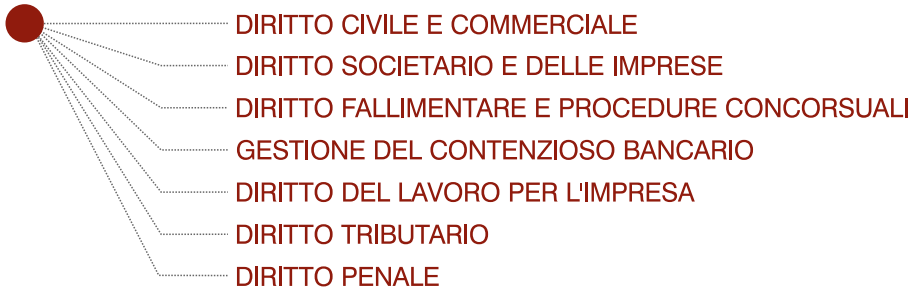 DIRITTO CIVILE E COMMERCIALE
DIRITTO SOCIETARIO E DELLE IMPRESE
DIRITTO FALLIMENTARE E PROCEDURE CONCORSUALI
GESTIONE DEL CONTENZIOSO BANCARIO
DIRITTO DEL LAVORO PER L'IMPRESA
DIRITTO TRIBUTARIO
DIRITTO PENALE